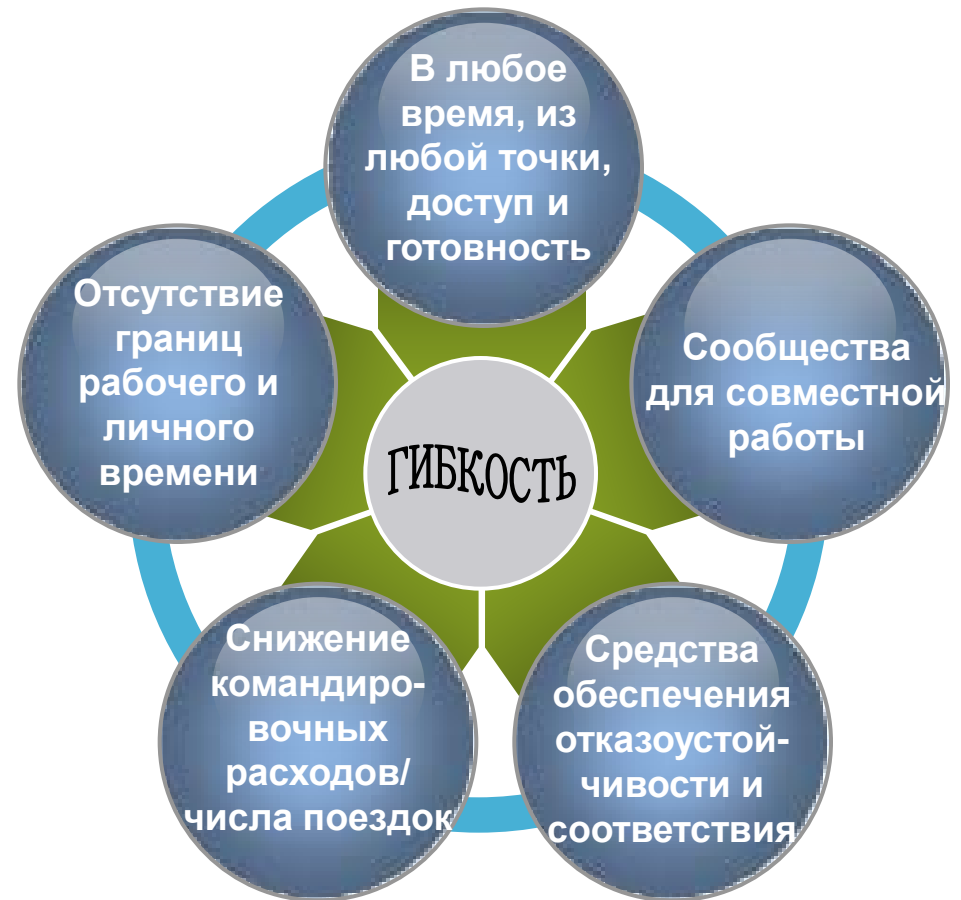 В любое
время, из
любой точки,
доступ и
готовность
Отсутствие
границ
рабочего и
личного
времени
Сообщества
для совместной
работы
ГИБКОСТЬ
Снижение
командиро-
вочных
расходов/
числа поездок
Средства
обеспечения
отказоустой-
чивости и
соответствия